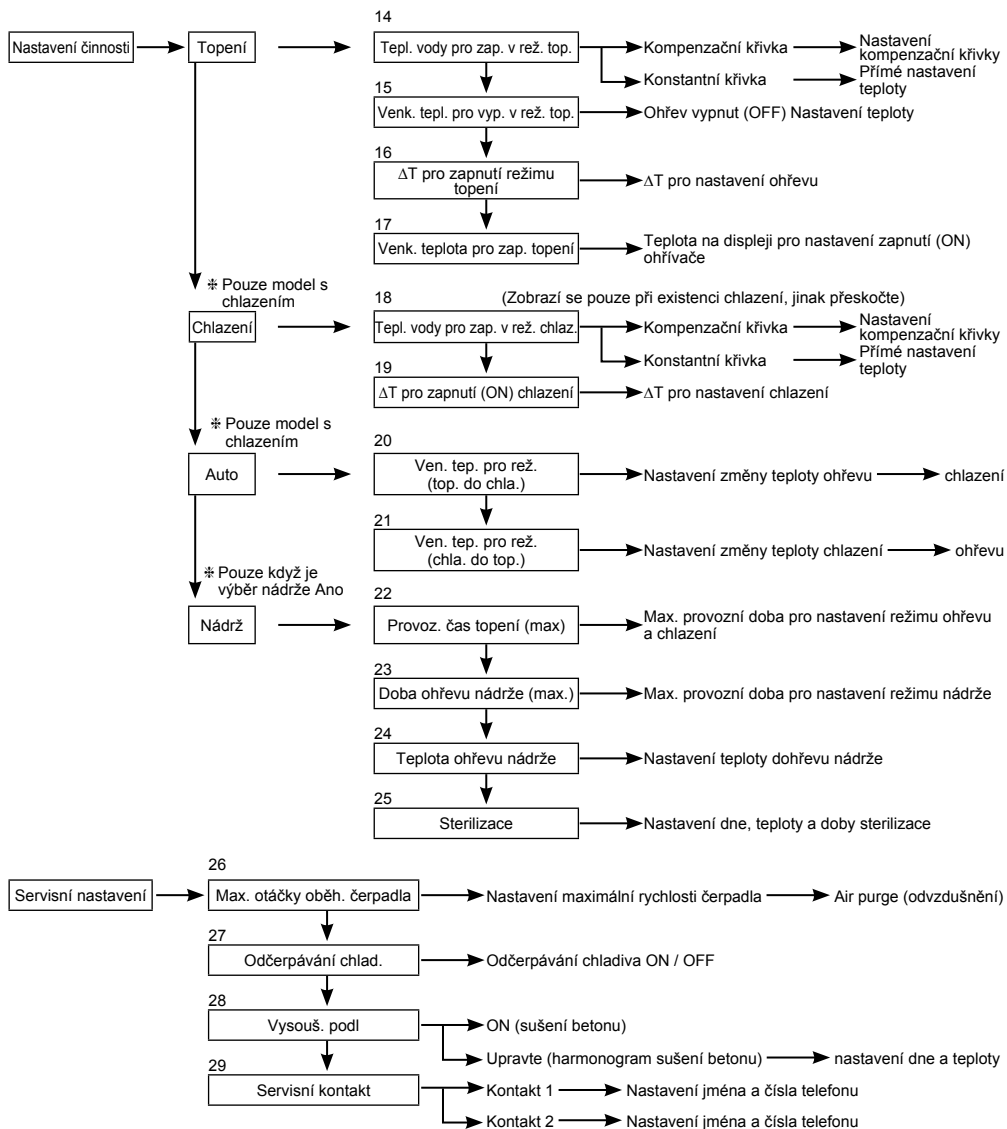 14
Nastavení činnosti
Topení
Tepl. vody pro zap. v rež. top.
Kompenzační křivka
Nastavení
kompenzační křivky
Konstantní křivka
Přímé nastavení
teploty
15
Venk. tepl. pro vyp. v rež. top.
Ohřev vypnut (OFF) Nastavení teploty
16
∆T pro zapnutí režimu
topení
∆T pro nastavení ohřevu
17
Venk. teplota pro zap. topení
Teplota na displeji pro nastavení zapnutí (ON)
ohřívače
⁜ Pouze model s
chlazením
18
(Zobrazí se pouze při existenci chlazení, jinak přeskočte)
Chlazení
Tepl. vody pro zap. v rež. chlaz.
Kompenzační křivka
Nastavení
kompenzační křivky
Konstantní křivka
Přímé nastavení
teploty
19
∆T pro zapnutí (ON) chlazení
∆T pro nastavení chlazení
⁜ Pouze model s
chlazením
20
Auto
Ven. tep. pro rež.
(top. do chla.)
Nastavení změny teploty ohřevu
chlazení
21
Ven. tep. pro rež.
(chla. do top.)
Nastavení změny teploty chlazení
ohřevu
⁜ Pouze když je
výběr nádrže Ano
22
Nádrž
Provoz. čas topení (max)
Max. provozní doba pro nastavení režimu ohřevu
a chlazení
23
Doba ohřevu nádrže (max.)
Max. provozní doba pro nastavení režimu nádrže
24
Teplota ohřevu nádrže
Nastavení teploty dohřevu nádrže
25
Sterilizace
Nastavení dne, teploty a doby sterilizace
26
Servisní nastavení
Max. otáčky oběh. čerpadla
Nastavení maximální rychlosti čerpadla
Air purge (odvzdušnění)
27
Odčerpávání chlad.
Odčerpávání chladiva ON / OFF
28
Vysouš. podl
ON (sušení betonu)
Upravte (harmonogram sušení betonu)
nastavení dne a teploty
29
Servisní kontakt
Kontakt 1
Nastavení jména a čísla telefonu
Kontakt 2
Nastavení jména a čísla telefonu